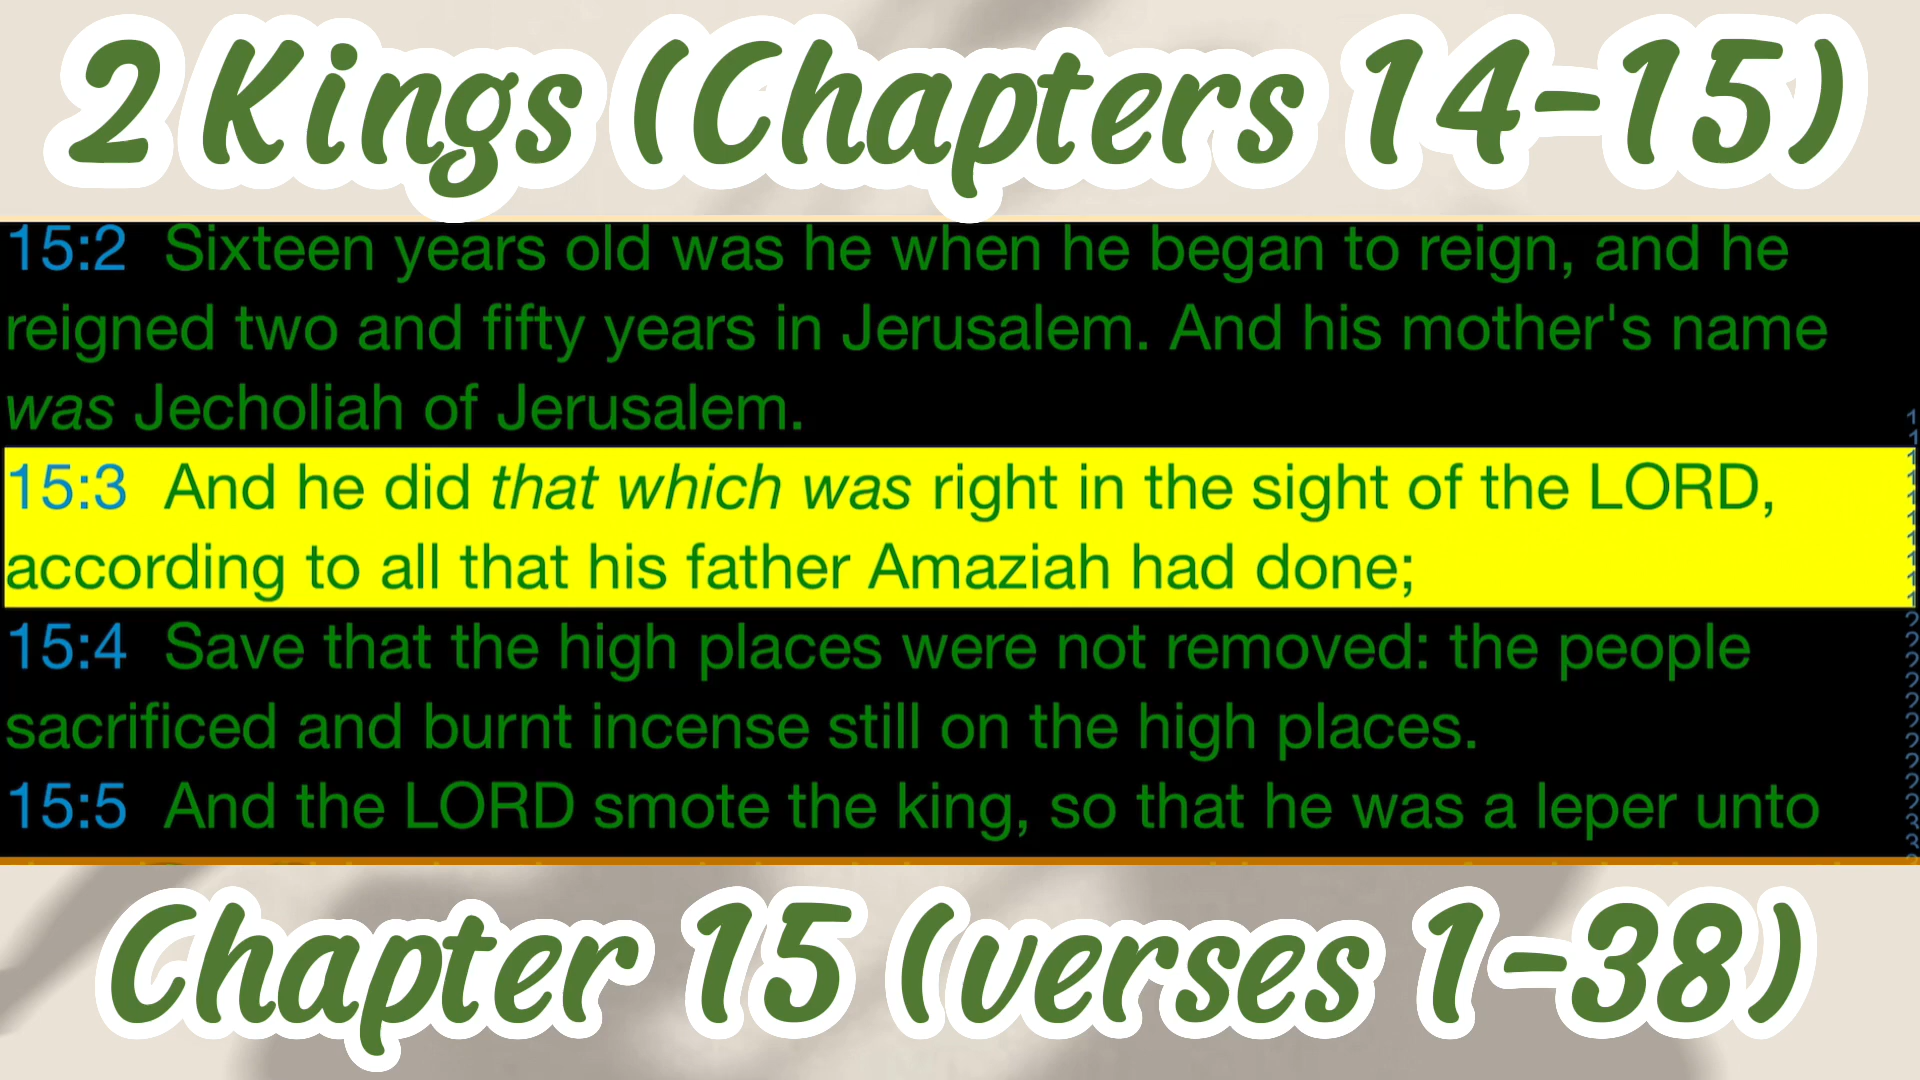 2 Kings (Chapters 14-15)
15:2 Sixteen years old was he when he began to reign, and he
reigned two and fifty years in Jerusalem. And his mother's name
was Jecholiah of Jerusalem.
15:3 And he did that which was right in the sight of the LORD,
according to all that his father Amaziah had done;
15:4 Save that the high places were not removed: the people
sacrificed and burnt incense still on the high places.
15:5 And the LORD smote the king, so that he was a leper unto
Chapter 15 (verses 1-38)